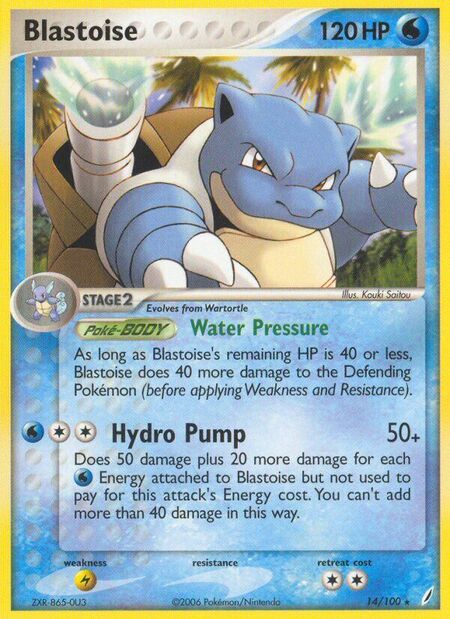 Blastoise 120 HP
Illus. Kouki Saitou
STAGE 2
Evolves from Wartortle
Poké-BODY Water Pressure
As long as Blastoise's remaining HP is 40 or less,
Blastoise does 40 more damage to the Defending
Pokémon (before applying Weakness and Resistance).
Hydro Pump 50+
Does 50 damage plus 20 more damage for each
Energy attached to Blastoise but not used to
pay for this attack's Energy cost. You can't add
more than 40 damage in this way.
weakness resistance retreat cost
ZXR-865-0U3 ©2006 Pokémon/Nintendo 14/100 ★